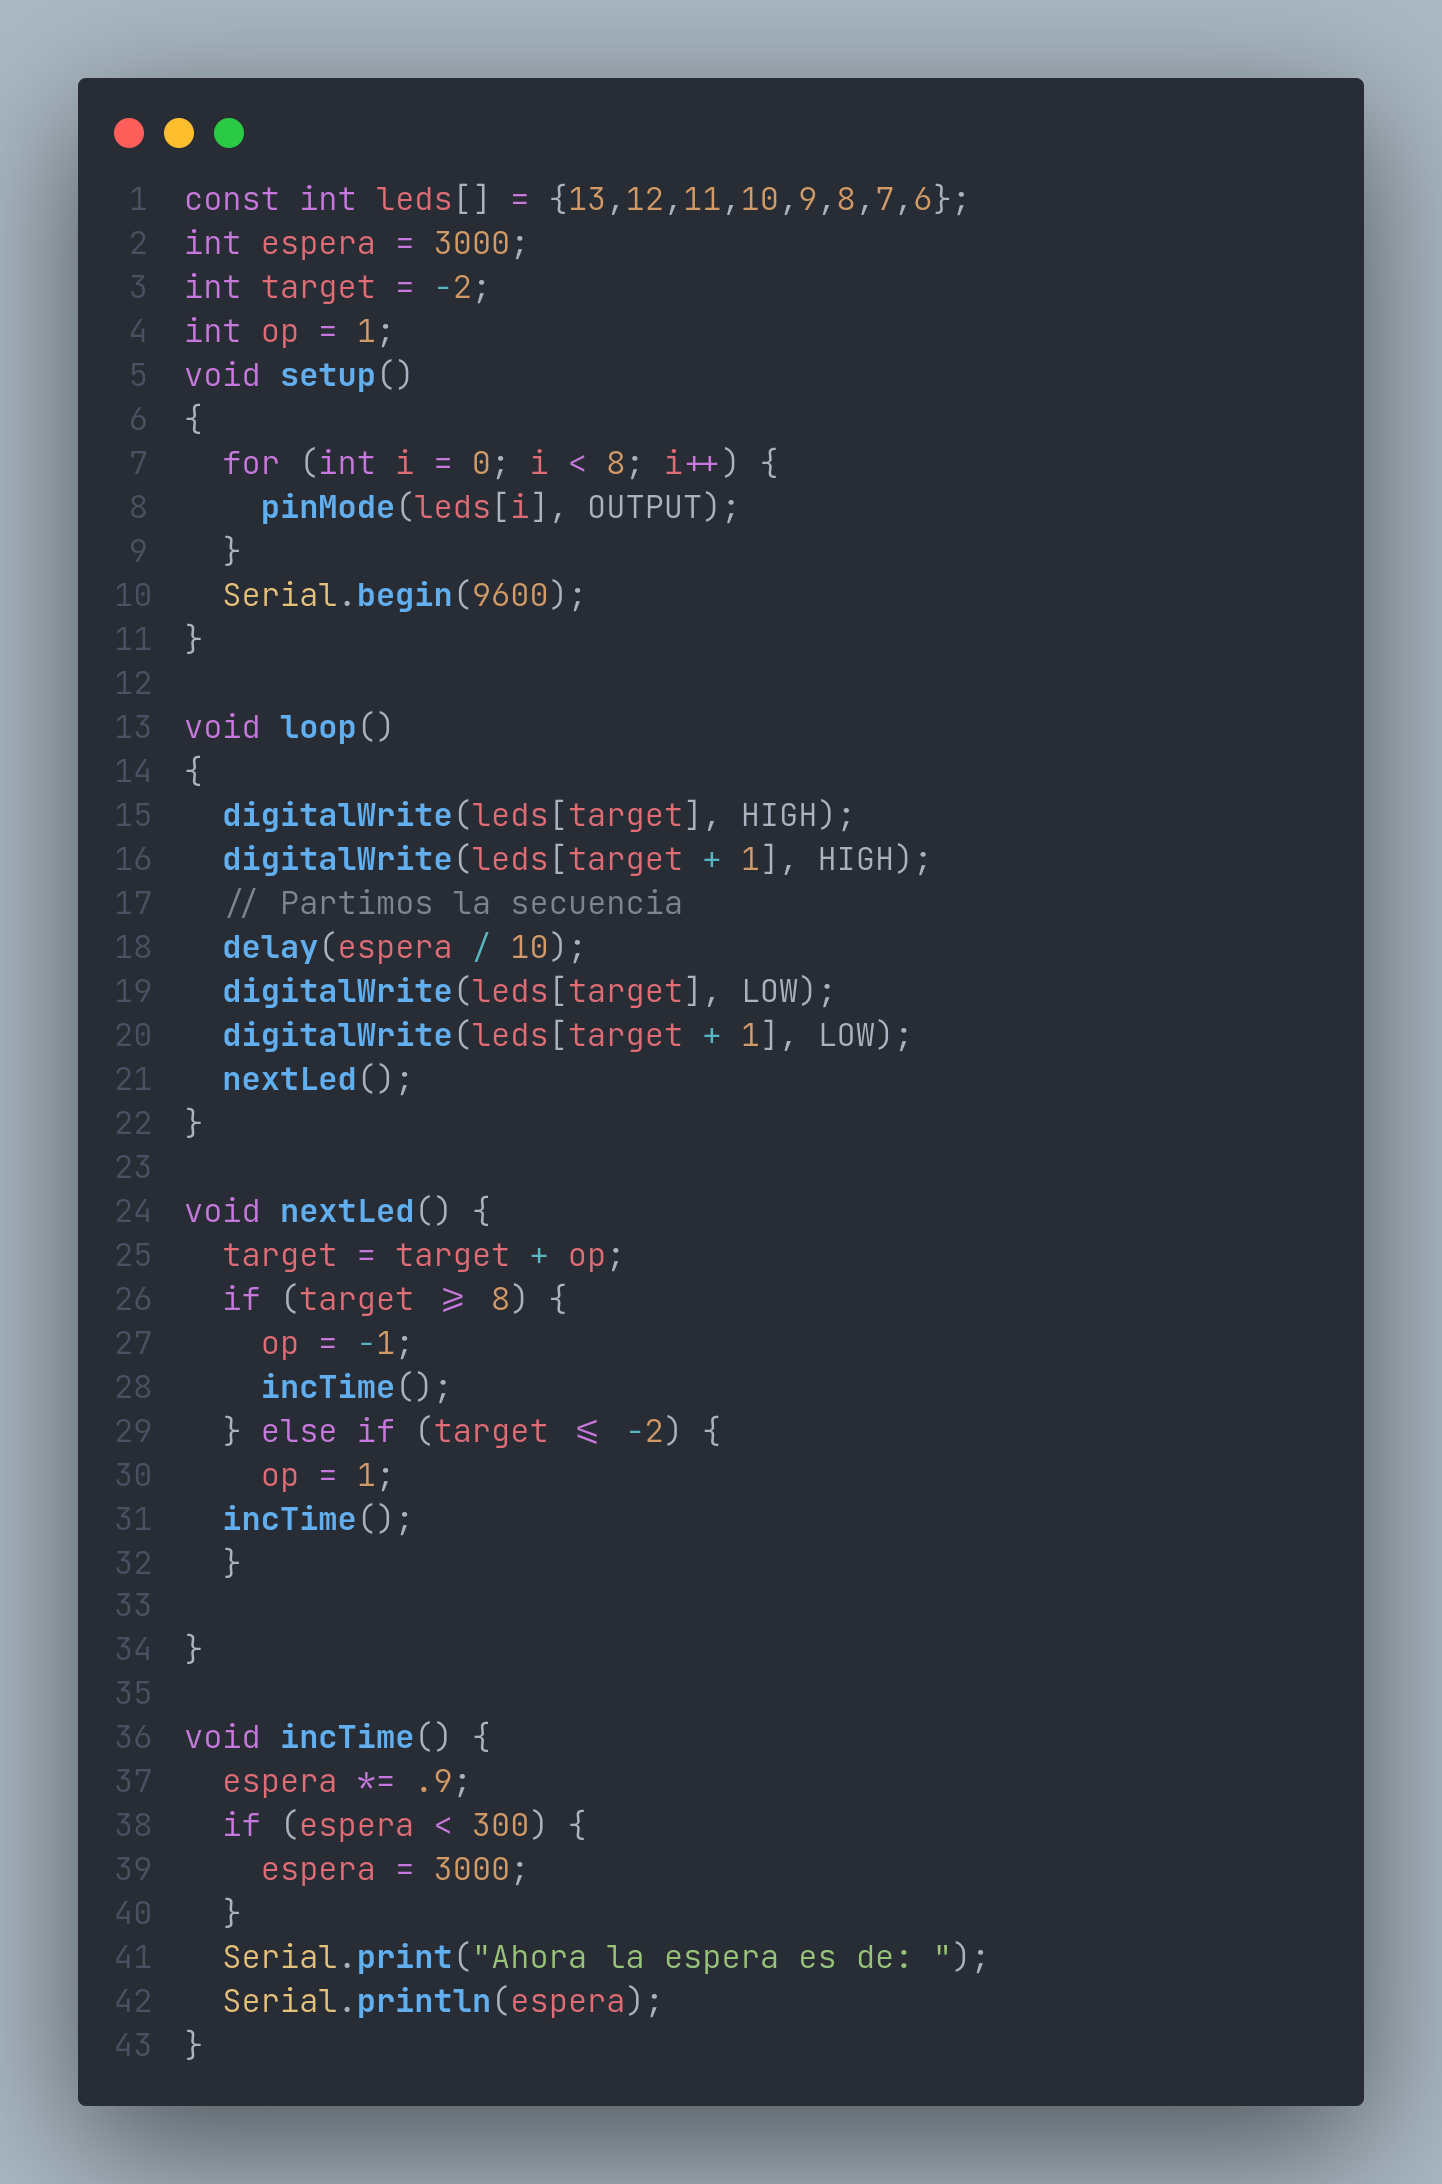 1 const int leds[] = {13,12,11,10,9,8,7,6};
2 int espera = 3000;
3 int target = -2;
4 int op = 1;
5 void setup()
6 {
7   for (int i = 0; i < 8; i++) {
8     pinMode(leds[i], OUTPUT);
9   }
10   Serial.begin(9600);
11 }
12
13 void loop()
14 {
15   digitalWrite(leds[target], HIGH);
16   digitalWrite(leds[target + 1], HIGH);
17   // Partimos la secuencia
18   delay(espera / 10);
19   digitalWrite(leds[target], LOW);
20   digitalWrite(leds[target + 1], LOW);
21   nextLed();
22 }
23
24 void nextLed() {
25   target = target + op;
26   if (target >= 8) {
27     op = -1;
28     incTime();
29   } else if (target <= -2) {
30     op = 1;
31   incTime();
32   }
33
34 }
35
36 void incTime() {
37   espera *= .9;
38   if (espera < 300) {
39     espera = 3000;
40   }
41   Serial.print("Ahora la espera es de: ");
42   Serial.println(espera);
43 }